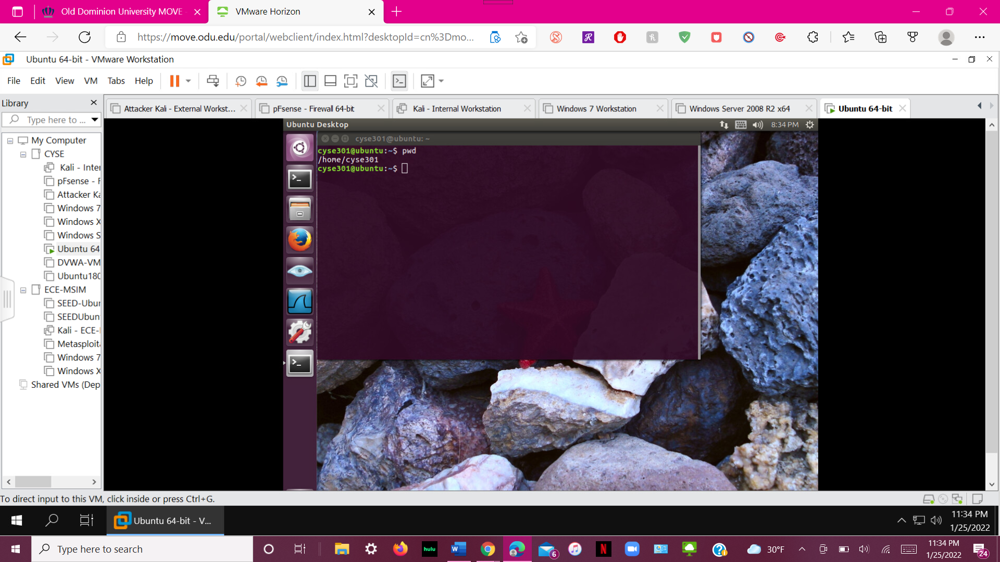 Old Dominion University MOVE
VMware Horizon
https://move.odu.edu/portal/webclient/index.html?desktopId=cn%3Dmo...
Ubuntu 64-bit - VMware Workstation
File Edit View VM Tabs Help
Library
Type here to ...
My Computer
CYSE
Kali - Inter
pFsense - F
Attacker Ka
Windows 7
Windows X
Windows S
Ubuntu 64
DVWA-VM
Ubuntu180
ECE-MSIM
SEED-Ubur
SEEDUbun
Kali - ECE-I
Metasploit
Windows 7
Windows X
Shared VMs (Dep
Attacker Kali - External Workst...
pFsense - Firewall 64-bit
Kali - Internal Workstation
Windows 7 Workstation
Windows Server 2008 R2 x64
Ubuntu 64-bit
Ubuntu Desktop
8:34 PM
cyse301@ubuntu: ~
cyse301@ubuntu:~$ pwd
/home/cyse301
cyse301@ubuntu:~$
To direct input to this VM, click inside or press Ctrl+G.
Ubuntu 64-bit - V...
11:34 PM
1/25/2022
Type here to search
hulu
W
6
N
30°F
11:34 PM
1/25/2022
24